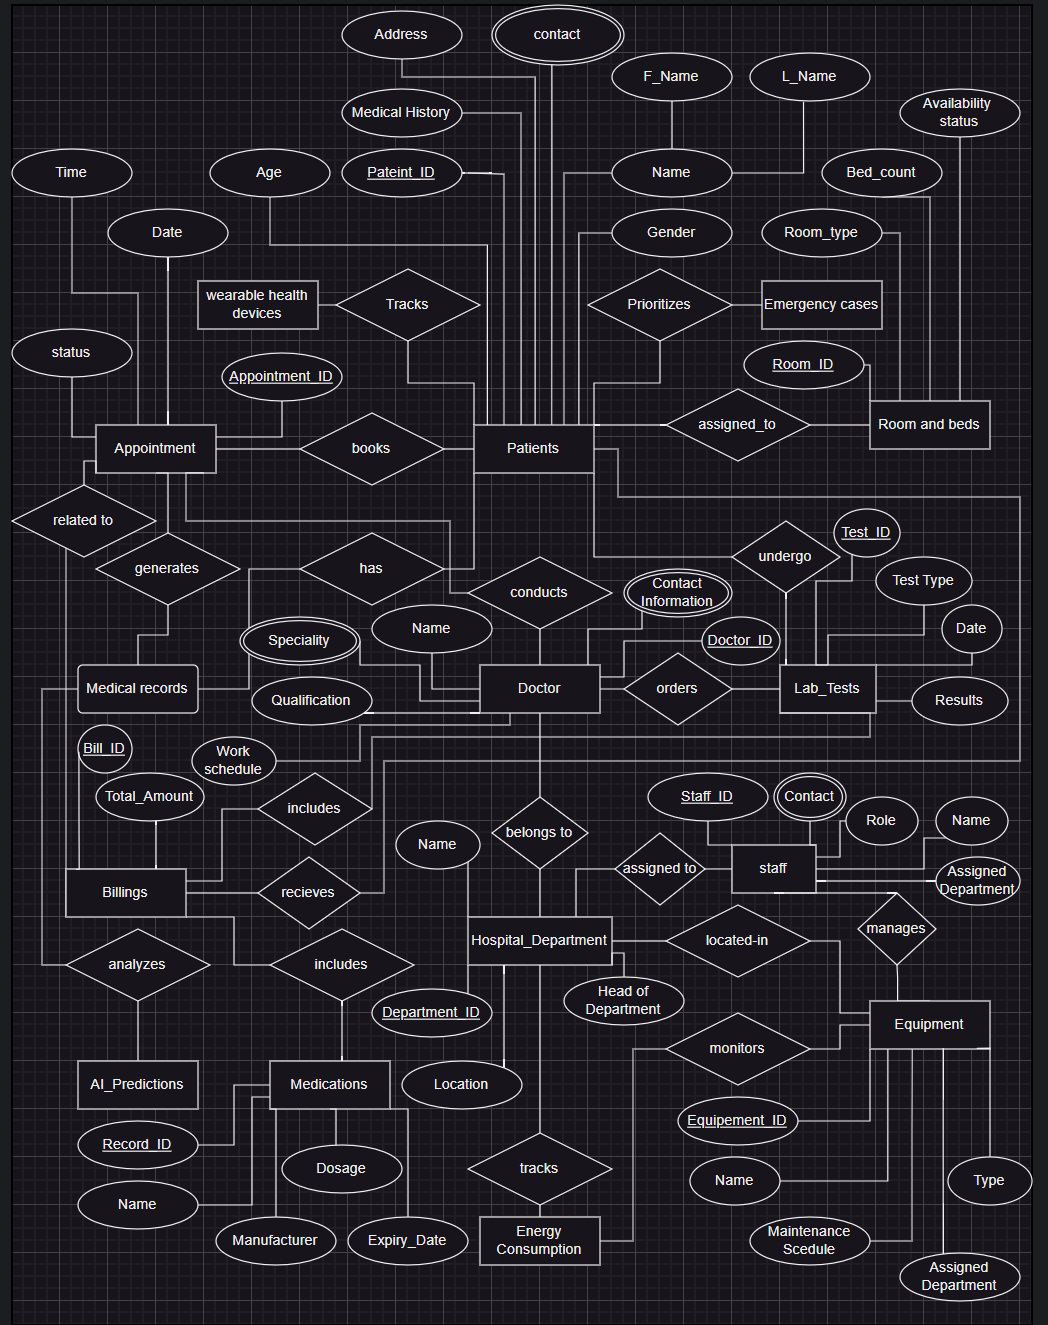 Address
contact
F_Name
L_Name
Availability
status
Medical History
Time
Age
Pateint_ID
Name
Bed_count
Date
Gender
Room_type
wearable health
devices
Tracks
Prioritizes
Emergency cases
status
Appointment_ID
Room_ID
Appointment
books
Patients
assigned_to
Room and beds
related to
generates
has
conducts
undergo
Test_ID
Test Type
Contact
Information
Speciality
Name
Doctor_ID
Date
Medical records
Qualification
Doctor
orders
Lab_Tests
Results
Bill_ID
Work
schedule
Total_Amount
includes
Name
belongs to
Staff_ID
Contact
Role
Name
Billings
recieves
assigned to
staff
Assigned
Department
manages
analyzes
includes
Hospital_Department
located-in
Department_ID
Head of
Department
Equipment
monitors
AI_Predictions
Medications
Location
Equipement_ID
Record_ID
Dosage
tracks
Name
Type
Name
Manufacturer
Expiry_Date
Energy
Consumption
Maintenance
Scedule
Assigned
Department